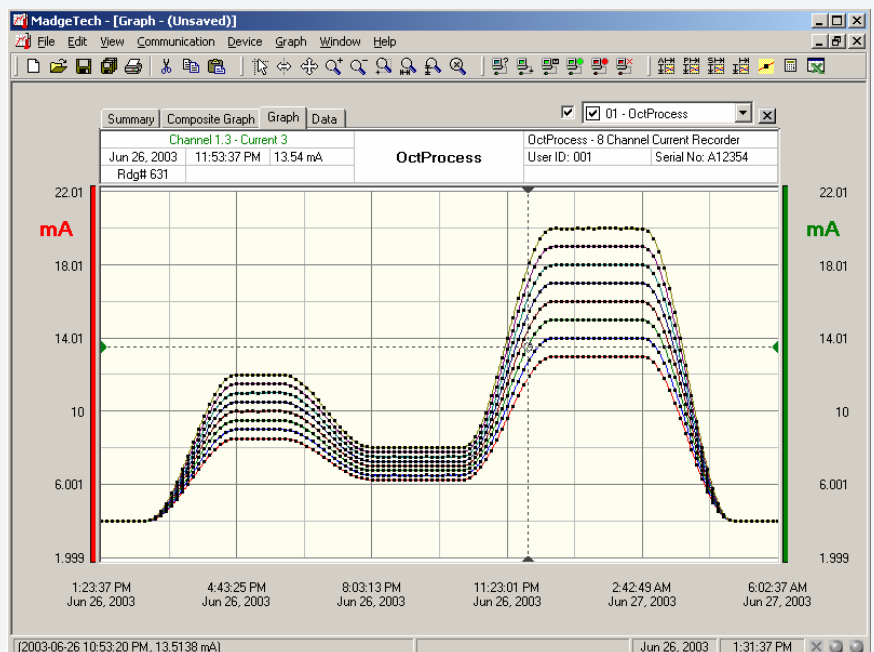 MadgeTech - [Graph - (Unsaved)]
File Edit View Communication Device Graph Window Help
Summary Composite Graph Graph Data
01 - OctProcess
Channel 1.3 - Current 3
Jun 26, 2003 11:53:37 PM 13.54 mA
Rdg# 631
OctProcess
OctProcess - 8 Channel Current Recorder
User ID: 001 Serial No: A12354
22.01 22.01
mA mA
18.01 18.01
14.01 14.01
10 10
6.001 6.001
1.999 1.999
1:23:37 PM 4:43:25 PM 8:03:13 PM 11:23:01 PM 2:42:49 AM 6:02:37 AM
Jun 26, 2003 Jun 26, 2003 Jun 26, 2003 Jun 26, 2003 Jun 27, 2003 Jun 27, 2003
(2003-06-26 10:53:20 PM, 13.5138 mA) Jun 26, 2003 1:31:37 PM